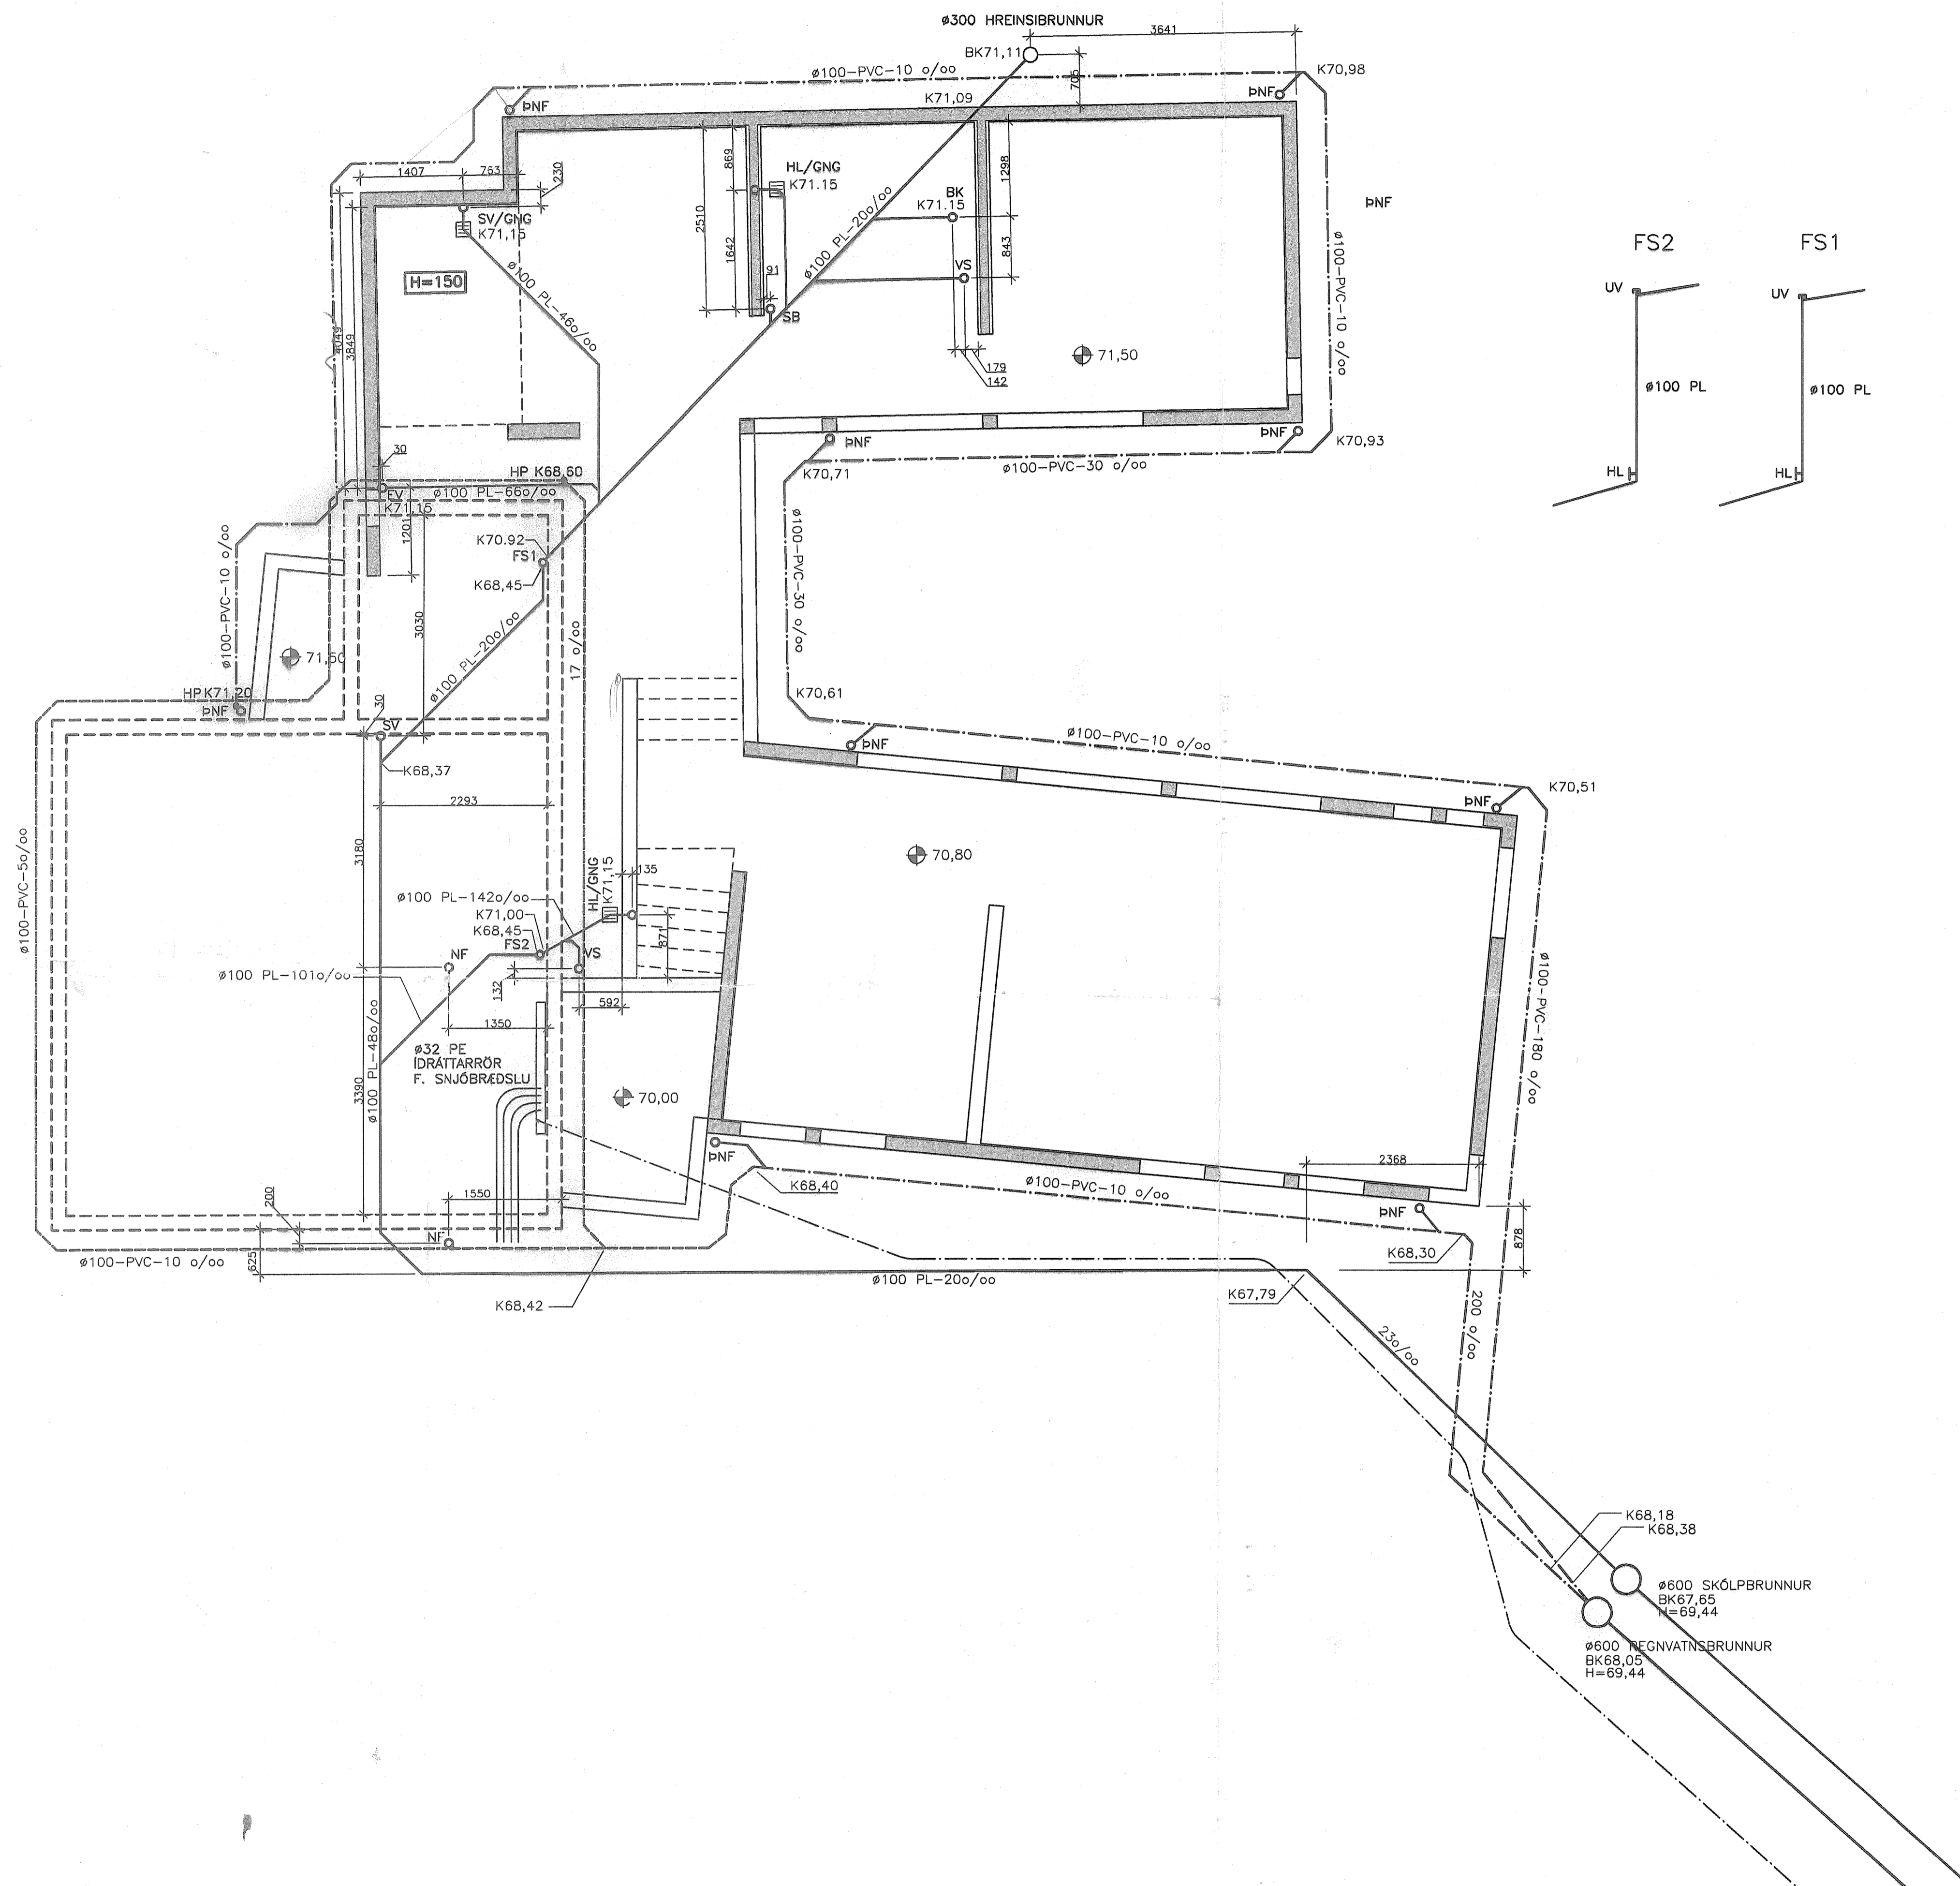 ø300 HREINSIBRUNNUR
3641
BK71,11
705
ø100-PVC-10 o/oo
K70,98
ÞNF
K71,09
ÞNF
1407
763
230
869
HL/GNG
K71.15
1298
BK
K71.15
ÞNF
SV/GNG
K71,15
2510
1642
ø100 PL-20o/oo
843
FS2
FS1
H=150
ø100 PL-46o/oo
91
VS
ø100-PVC-10 o/oo
UV
UV
SB
4049
3849
71,50
179
142
ø100 PL
ø100 PL
30
ÞNF
ÞNF
K70,93
HP K68,60
K70,71
ø100-PVC-30 o/oo
HL
HL
FV
ø100 PL-66o/oo
K71,15
1201
ø100-PVC-10 o/oo
K70.92
FS1
K68,45
ø100-PVC-30 o/oo
3030
ø100 PL-20o/oo
17 o/oo
71,50
HP K71,20
ÞNF
30
SV
K70,61
ÞNF
ø100-PVC-10 o/oo
K68,37
K70,51
2293
ÞNF
3180
ø100-PVC-5o/oo
70,80
HL/GNG
K71,15
135
ø100 PL-142o/oo
K71,00
K68,45
FS2
871
NF
VS
ø100 PL-101o/oo
132
592
ø100-PVC-180 o/oo
1350
ø100 PL-48o/oo
ø32 PE
ÍDRÁTTARRÖR
F. SNJÓBRÆDSLU
3390
70,00
ÞNF
2368
K68,40
ø100-PVC-10 o/oo
200
1550
ÞNF
NF
878
K68,30
625
ø100-PVC-10 o/oo
ø100 PL-20o/oo
K67,79
K68,42
200 o/oo
23o/oo
K68,18
K68,38
ø600 SKÓLPBRUNNUR
BK67,65
H=69,44
ø600 REGNVATNSBRUNNUR
BK68,05
H=69,44